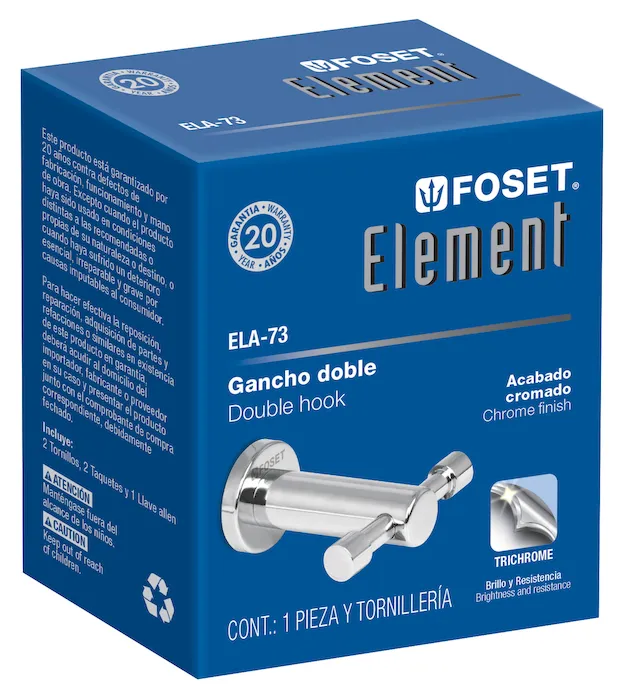 FOSET
Element
GARANTÍA · WARRANTY
20
YEAR · AÑOS
ELA-73
FOSET®
Element
GARANTÍA · WARRANTY
20
YEAR · AÑOS
ELA-73
Gancho doble
Double hook
Acabado
cromado
Chrome finish
FOSET
TRICHROME
Brillo y Resistencia
Brightness and resistance
CONT.: 1 PIEZA Y TORNILLERÍA
Este producto está garantizado por
20 años contra defectos de
fabricación, funcionamiento y mano
de obra. Excepto cuando el producto
haya sido usado en condiciones
distintas a las recomendadas o
propias de su naturaleza o destino, o
cuando haya sufrido un deterioro
esencial, irreparable y grave por
causas imputables al consumidor.
Para hacer efectiva la reposición,
reparación, adquisición de partes y
refacciones o similares en existencia
de este producto en garantía,
deberá acudir al domicilio del
importador, fabricante o proveedor
en su caso y presentar el producto
junto con el comprobante de compra
correspondiente, debidamente
fechado.
Incluye:
2 Tornillos, 2 Taquetes y 1 Llave allen
ATENCIÓN
Manténgase fuera del
alcance de los niños.
CAUTION
Keep out of reach
of children.